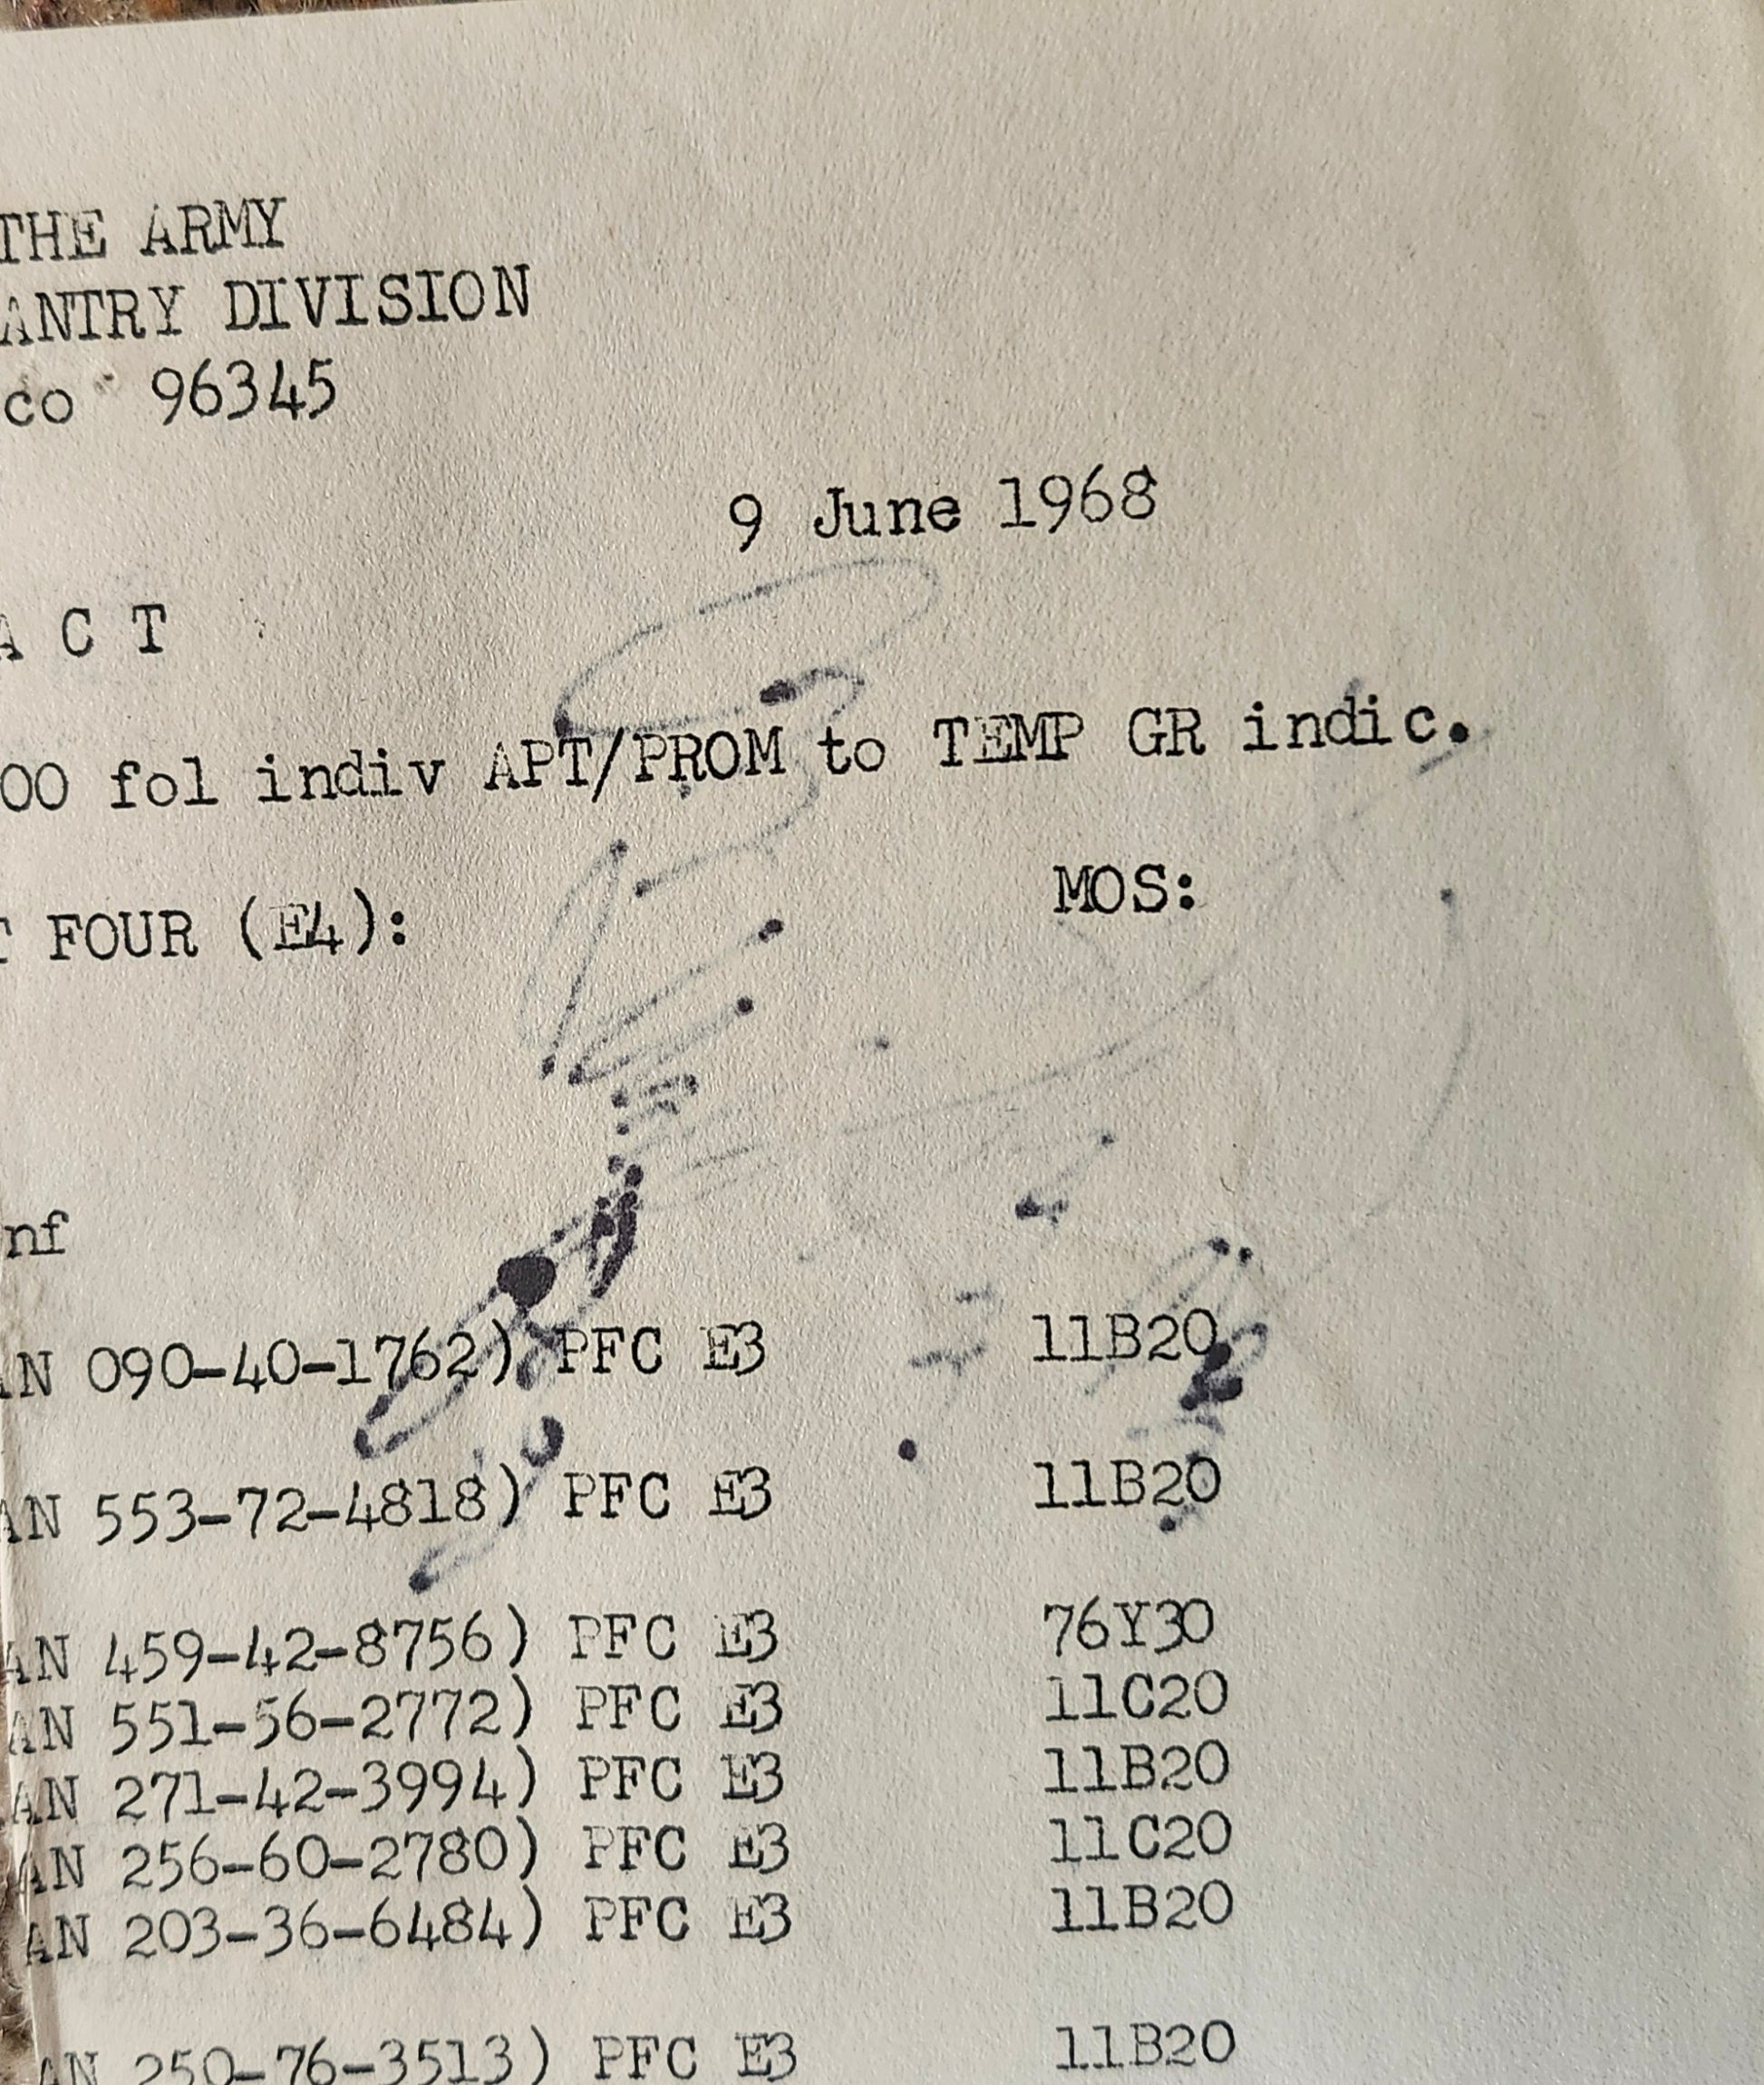 THE ARMY
ANTRY DIVISION
co 96345
9 June 1968
A C T
00 fol indiv APT/PROM to TEMP GR indic.
T FOUR (E4): MOS:
nf
AN 090-40-1762) PFC E3 11B20
AN 553-72-4818) PFC E3 11B20
AN 459-42-8756) PFC E3 76Y30
AN 551-56-2772) PFC E3 11C20
AN 271-42-3994) PFC E3 11B20
AN 256-60-2780) PFC E3 11C20
AN 203-36-6484) PFC E3 11B20
AN 250-76-3513) PFC E3 11B20